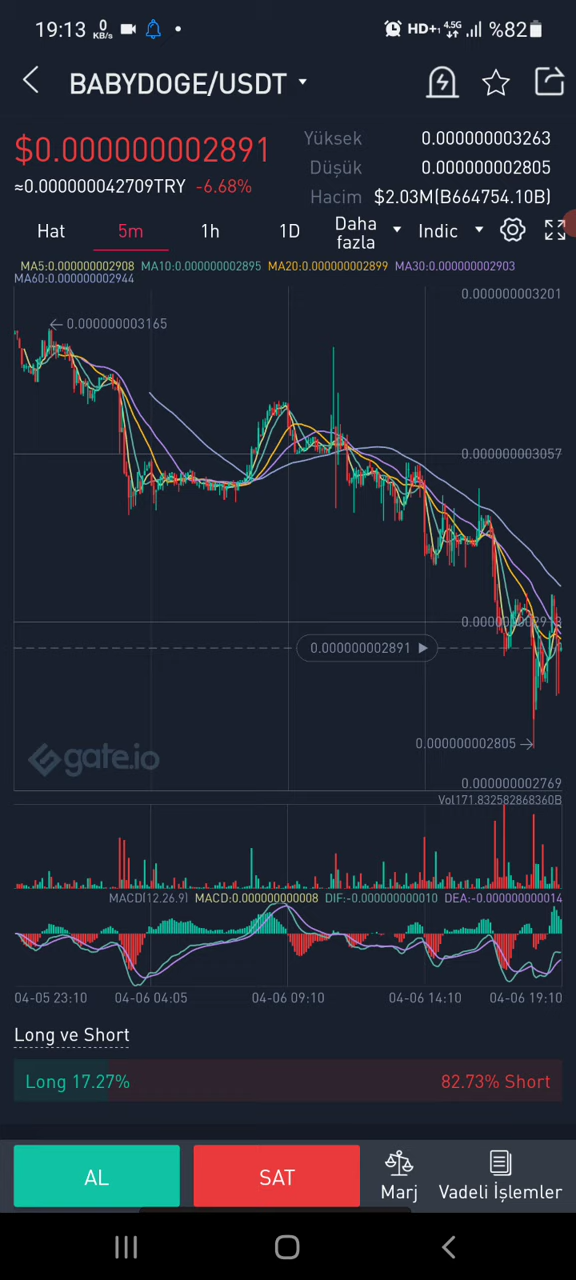 19:13 0 KB/s HD+ 4.5G %82
BABYDOGE/USDT
$0.000000002891
≈0.000000042709TRY -6.68%
Yüksek 0.000000003263
Düşük 0.000000002805
Hacim $2.03M(B664754.10B)
Hat 5m 1h 1D Daha fazla Indic
MA5:0.000000002908 MA10:0.000000002895 MA20:0.000000002899 MA30:0.000000002903
MA60:0.000000002944
0.000000003201
0.000000003165
0.000000003057
0.000000002913
0.000000002891
0.000000002805
gate.io
0.000000002769
Vol171.832582868360B
MACD(12.26.9) MACD:0.000000000008 DIF:-0.000000000010 DEA:-0.000000000014
04-05 23:10 04-06 04:05 04-06 09:10 04-06 14:10 04-06 19:10
Long ve Short
Long 17.27% 82.73% Short
AL SAT Marj Vadeli İşlemler